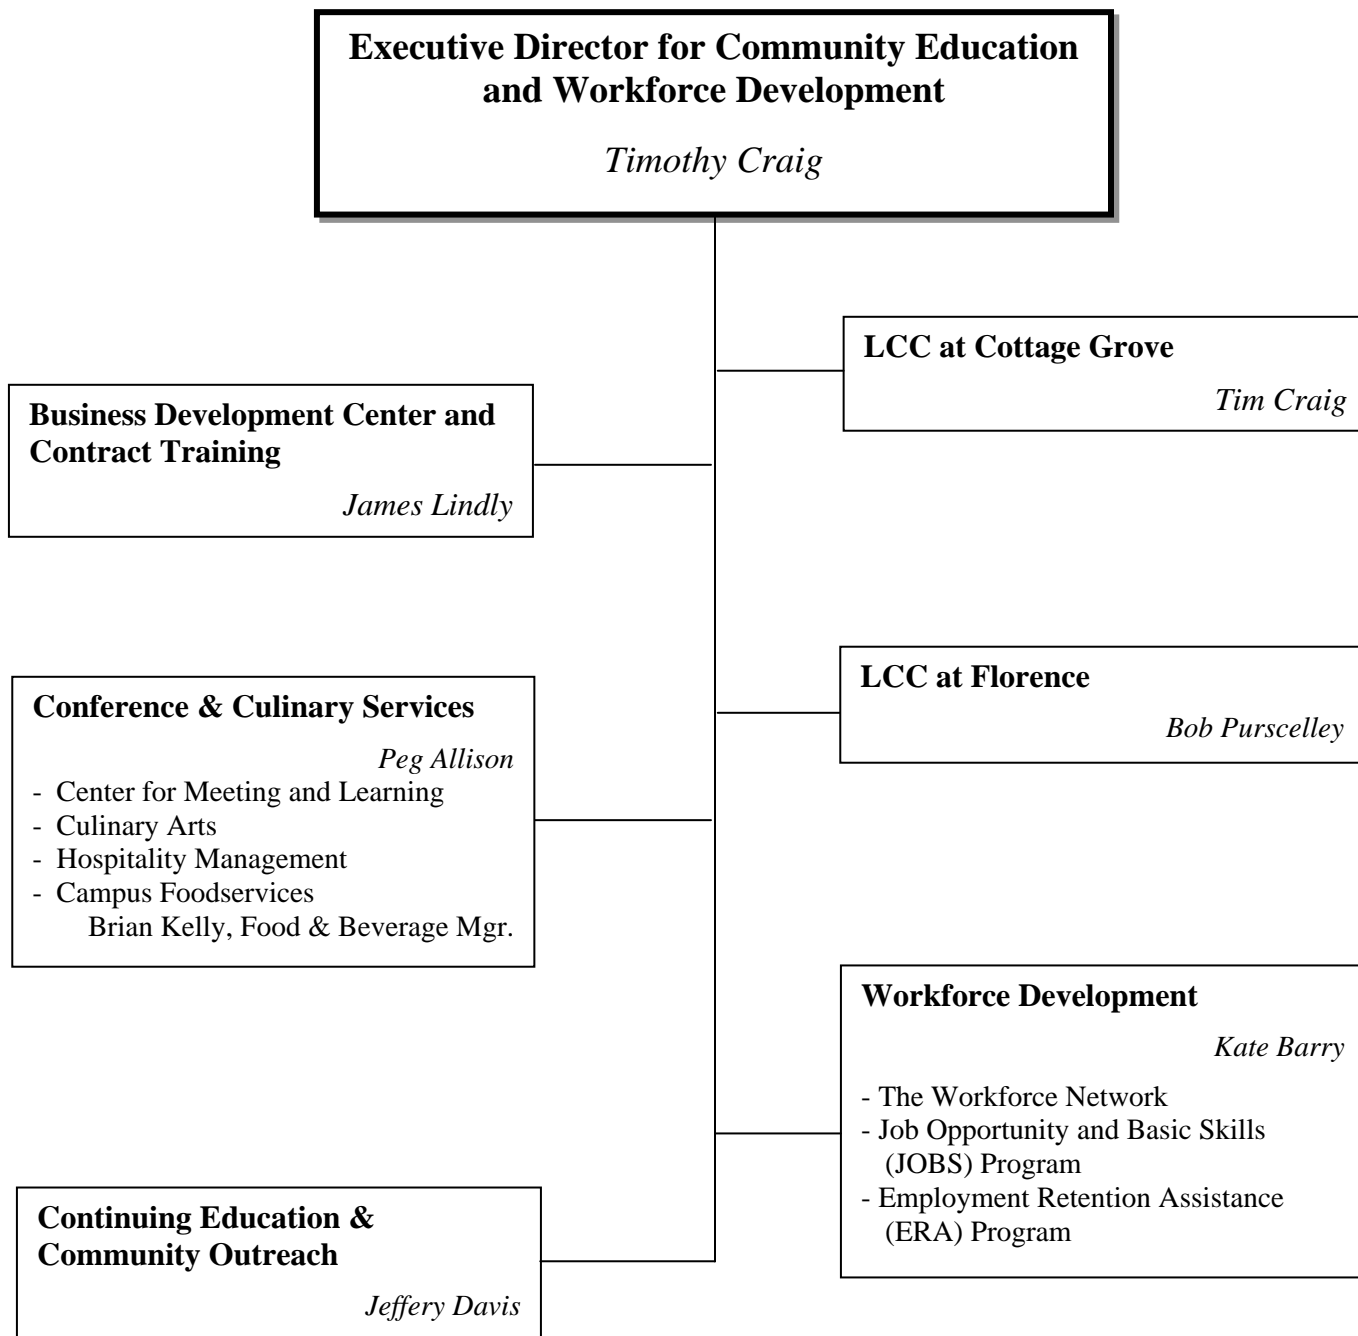 Executive Director for Community Education
and Workforce Development
Timothy Craig
LCC at Cottage Grove
Tim Craig
Business Development Center and
Contract Training
James Lindly
LCC at Florence
Bob Purscelley
Conference & Culinary Services
Peg Allison
- Center for Meeting and Learning
- Culinary Arts
- Hospitality Management
- Campus Foodservices
Brian Kelly, Food & Beverage Mgr.
Workforce Development
Kate Barry
- The Workforce Network
- Job Opportunity and Basic Skills
(JOBS) Program
- Employment Retention Assistance
(ERA) Program
Continuing Education &
Community Outreach
Jeffery Davis